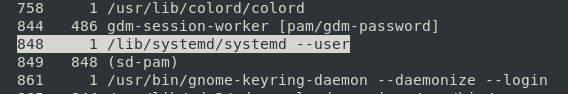 758 1 /usr/lib/colord/colord
844 486 gdm-session-worker [pam/gdm-password]
848 1 /lib/systemd/systemd --user
849 848 (sd-pam)
861 1 /usr/bin/gnome-keyring-daemon --daemonize --login